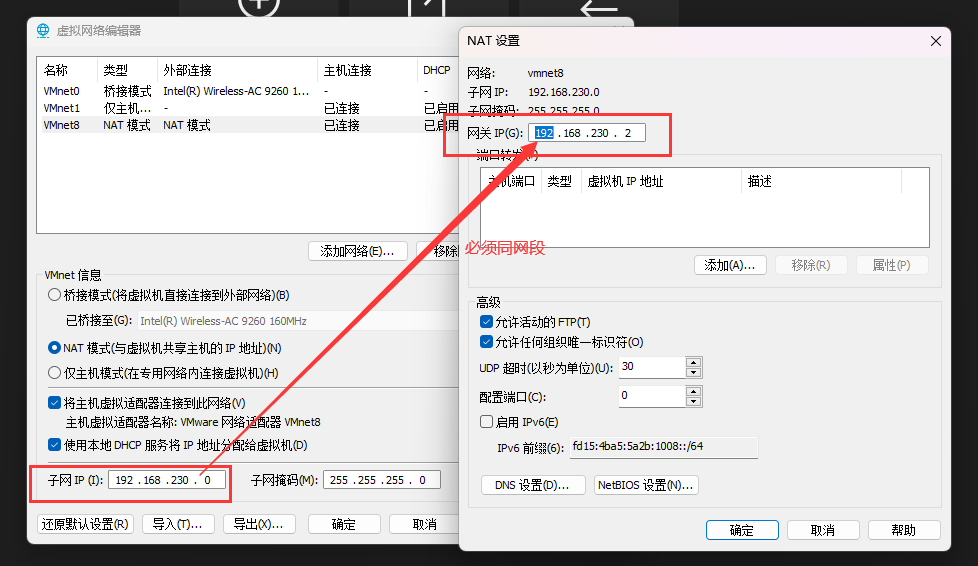 虚拟网络编辑器
名称 类型 外部连接 主机连接 DHCP
VMnet0 桥接模式 Intel(R) Wireless-AC 9260 1... - -
VMnet1 仅主机... - 已连接 已启用
VMnet8 NAT 模式 NAT 模式 已连接 已启用
添加网络(E)... 移除
VMnet 信息
桥接模式(将虚拟机直接连接到外部网络)(B)
已桥接至(G): Intel(R) Wireless-AC 9260 160MHz
NAT 模式(与虚拟机共享主机的 IP 地址)(N)
仅主机模式(在专用网络内连接虚拟机)(H)
将主机虚拟适配器连接到此网络(V)
主机虚拟适配器名称: VMware 网络适配器 VMnet8
使用本地 DHCP 服务将 IP 地址分配给虚拟机(D)
子网 IP (I): 192 .168 .230 . 0 子网掩码(M): 255 .255 .255 . 0
还原默认设置(R) 导入(T)... 导出(X)... 确定 取消
NAT 设置
网络: vmnet8
子网 IP: 192.168.230.0
子网掩码: 255.255.255.0
网关 IP(G): 192 .168 .230 . 2
端口转发(F)
主机端口 类型 虚拟机 IP 地址 描述
必须同网段
添加(A)... 移除(R) 属性(P)
高级
允许活动的 FTP(T)
允许任何组织唯一标识符(O)
UDP 超时(以秒为单位)(U): 30
配置端口(C): 0
启用 IPv6(E)
IPv6 前缀(6): fd15:4ba5:5a2b:1008::/64
DNS 设置(D)... NetBIOS 设置(N)...
确定 取消 帮助